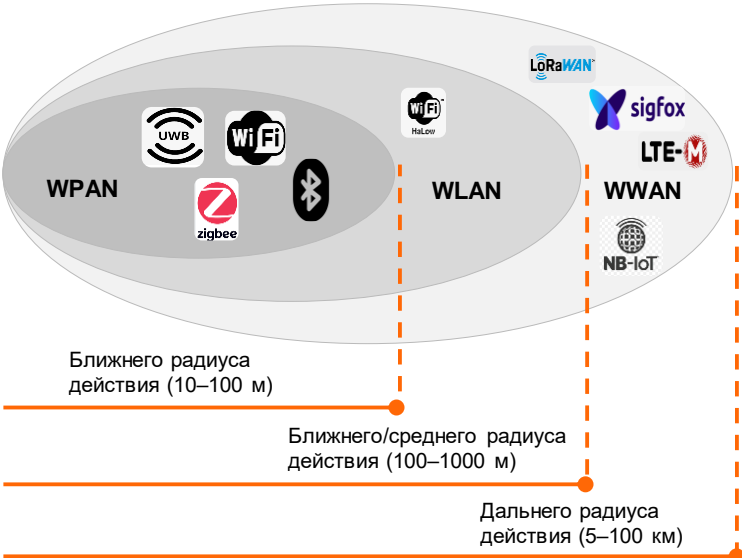 LoRaWAN
sigfox
LTE-M
UWB
WiFi
WiFi
HaLow
WPAN
WLAN
WWAN
zigbee
NB-IoT
Ближнего радиуса
действия (10–100 м)
Ближнего/среднего радиуса
действия (100–1000 м)
Дальнего радиуса
действия (5–100 км)